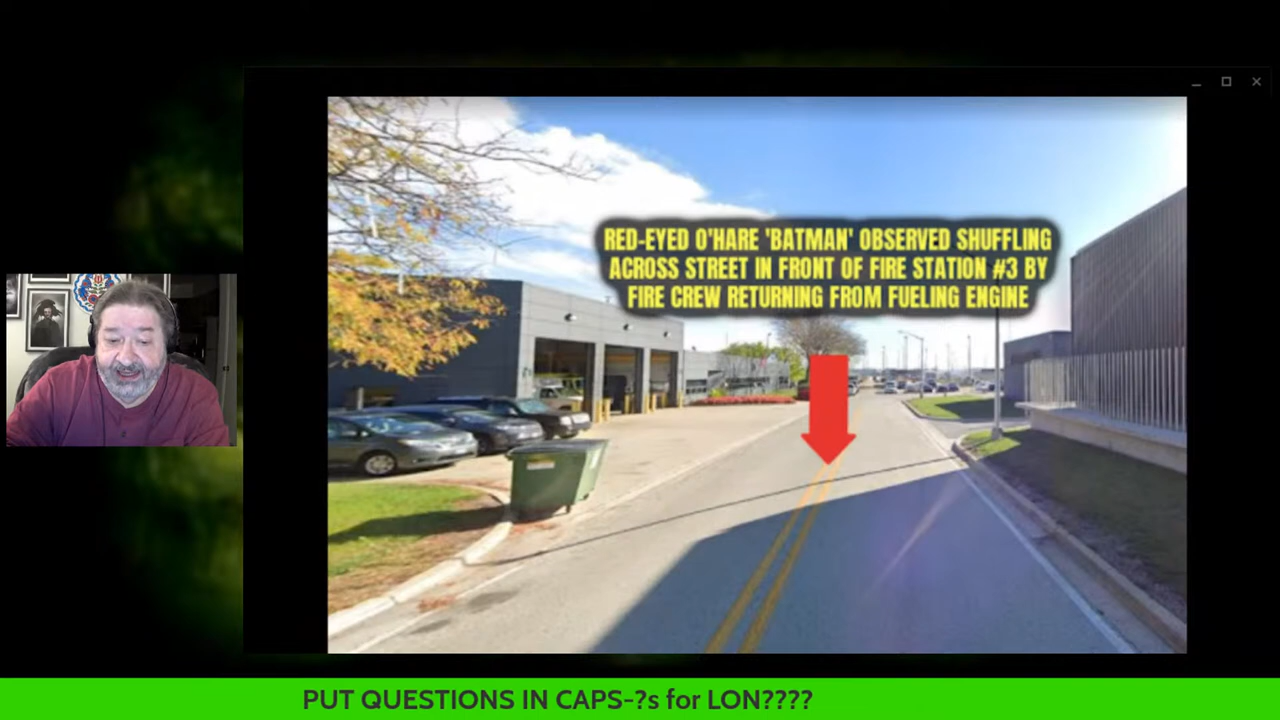 RED-EYED O'HARE 'BATMAN' OBSERVED SHUFFLING
ACROSS STREET IN FRONT OF FIRE STATION #3 BY
FIRE CREW RETURNING FROM FUELING ENGINE
PUT QUESTIONS IN CAPS-?s for LON????